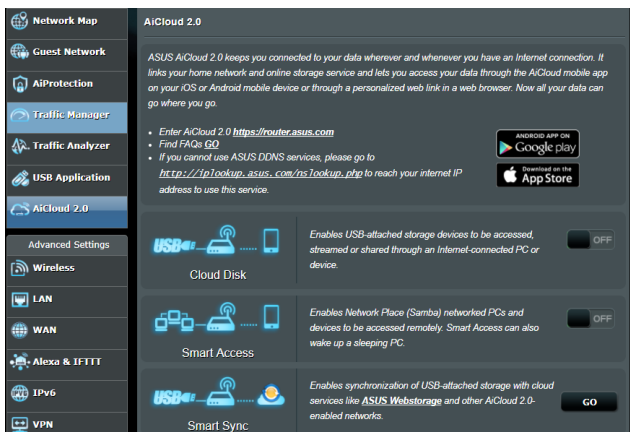 Network Map
Guest Network
AiProtection
Traffic Manager
Traffic Analyzer
USB Application
AiCloud 2.0
Advanced Settings
Wireless
LAN
WAN
Alexa & IFTTT
IPv6
VPN
AiCloud 2.0
ASUS AiCloud 2.0 keeps you connected to your data wherever and whenever you have an Internet connection. It
links your home network and online storage service and lets you access your data through the AiCloud mobile app
on your iOS or Android mobile device or through a personalized web link in a web browser. Now all your data can
go where you go.
• Enter AiCloud 2.0 https://router.asus.com
• Find FAQs GO
• If you cannot use ASUS DDNS services, please go to
http://iplookup.asus.com/nslookup.php to reach your internet IP
address to use this service.
ANDROID APP ON
Google play
Download on the
App Store
USB
Cloud Disk
Enables USB-attached storage devices to be accessed,
streamed or shared through an Internet-connected PC or
device.
OFF
Smart Access
Enables Network Place (Samba) networked PCs and
devices to be accessed remotely. Smart Access can also
wake up a sleeping PC.
OFF
USB
Smart Sync
Enables synchronization of USB-attached storage with cloud
services like ASUS Webstorage and other AiCloud 2.0-
enabled networks.
GO